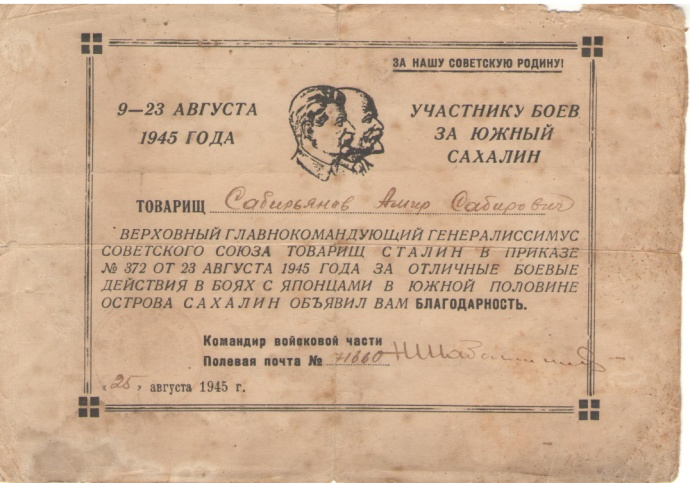 ЗА НАШУ СОВЕТСКУЮ РОДИНУ!
9—23 АВГУСТА
1945 ГОДА
УЧАСТНИКУ БОЕВ
ЗА ЮЖНЫЙ
САХАЛИН
ТОВАРИЩ Сабирьянов Амир Сабирович
ВЕРХОВНЫЙ ГЛАВНОКОМАНДУЮЩИЙ ГЕНЕРАЛИССИМУС
СОВЕТСКОГО СОЮЗА ТОВАРИЩ СТАЛИН В ПРИКАЗЕ
№ 372 ОТ 23 АВГУСТА 1945 ГОДА ЗА ОТЛИЧНЫЕ БОЕВЫЕ
ДЕЙСТВИЯ В БОЯХ С ЯПОНЦАМИ В ЮЖНОЙ ПОЛОВИНЕ
ОСТРОВА САХАЛИН ОБЪЯВИЛ ВАМ БЛАГОДАРНОСТЬ.
Командир войсковой части
Полевая почта № 71660
„25„ августа 1945 г.